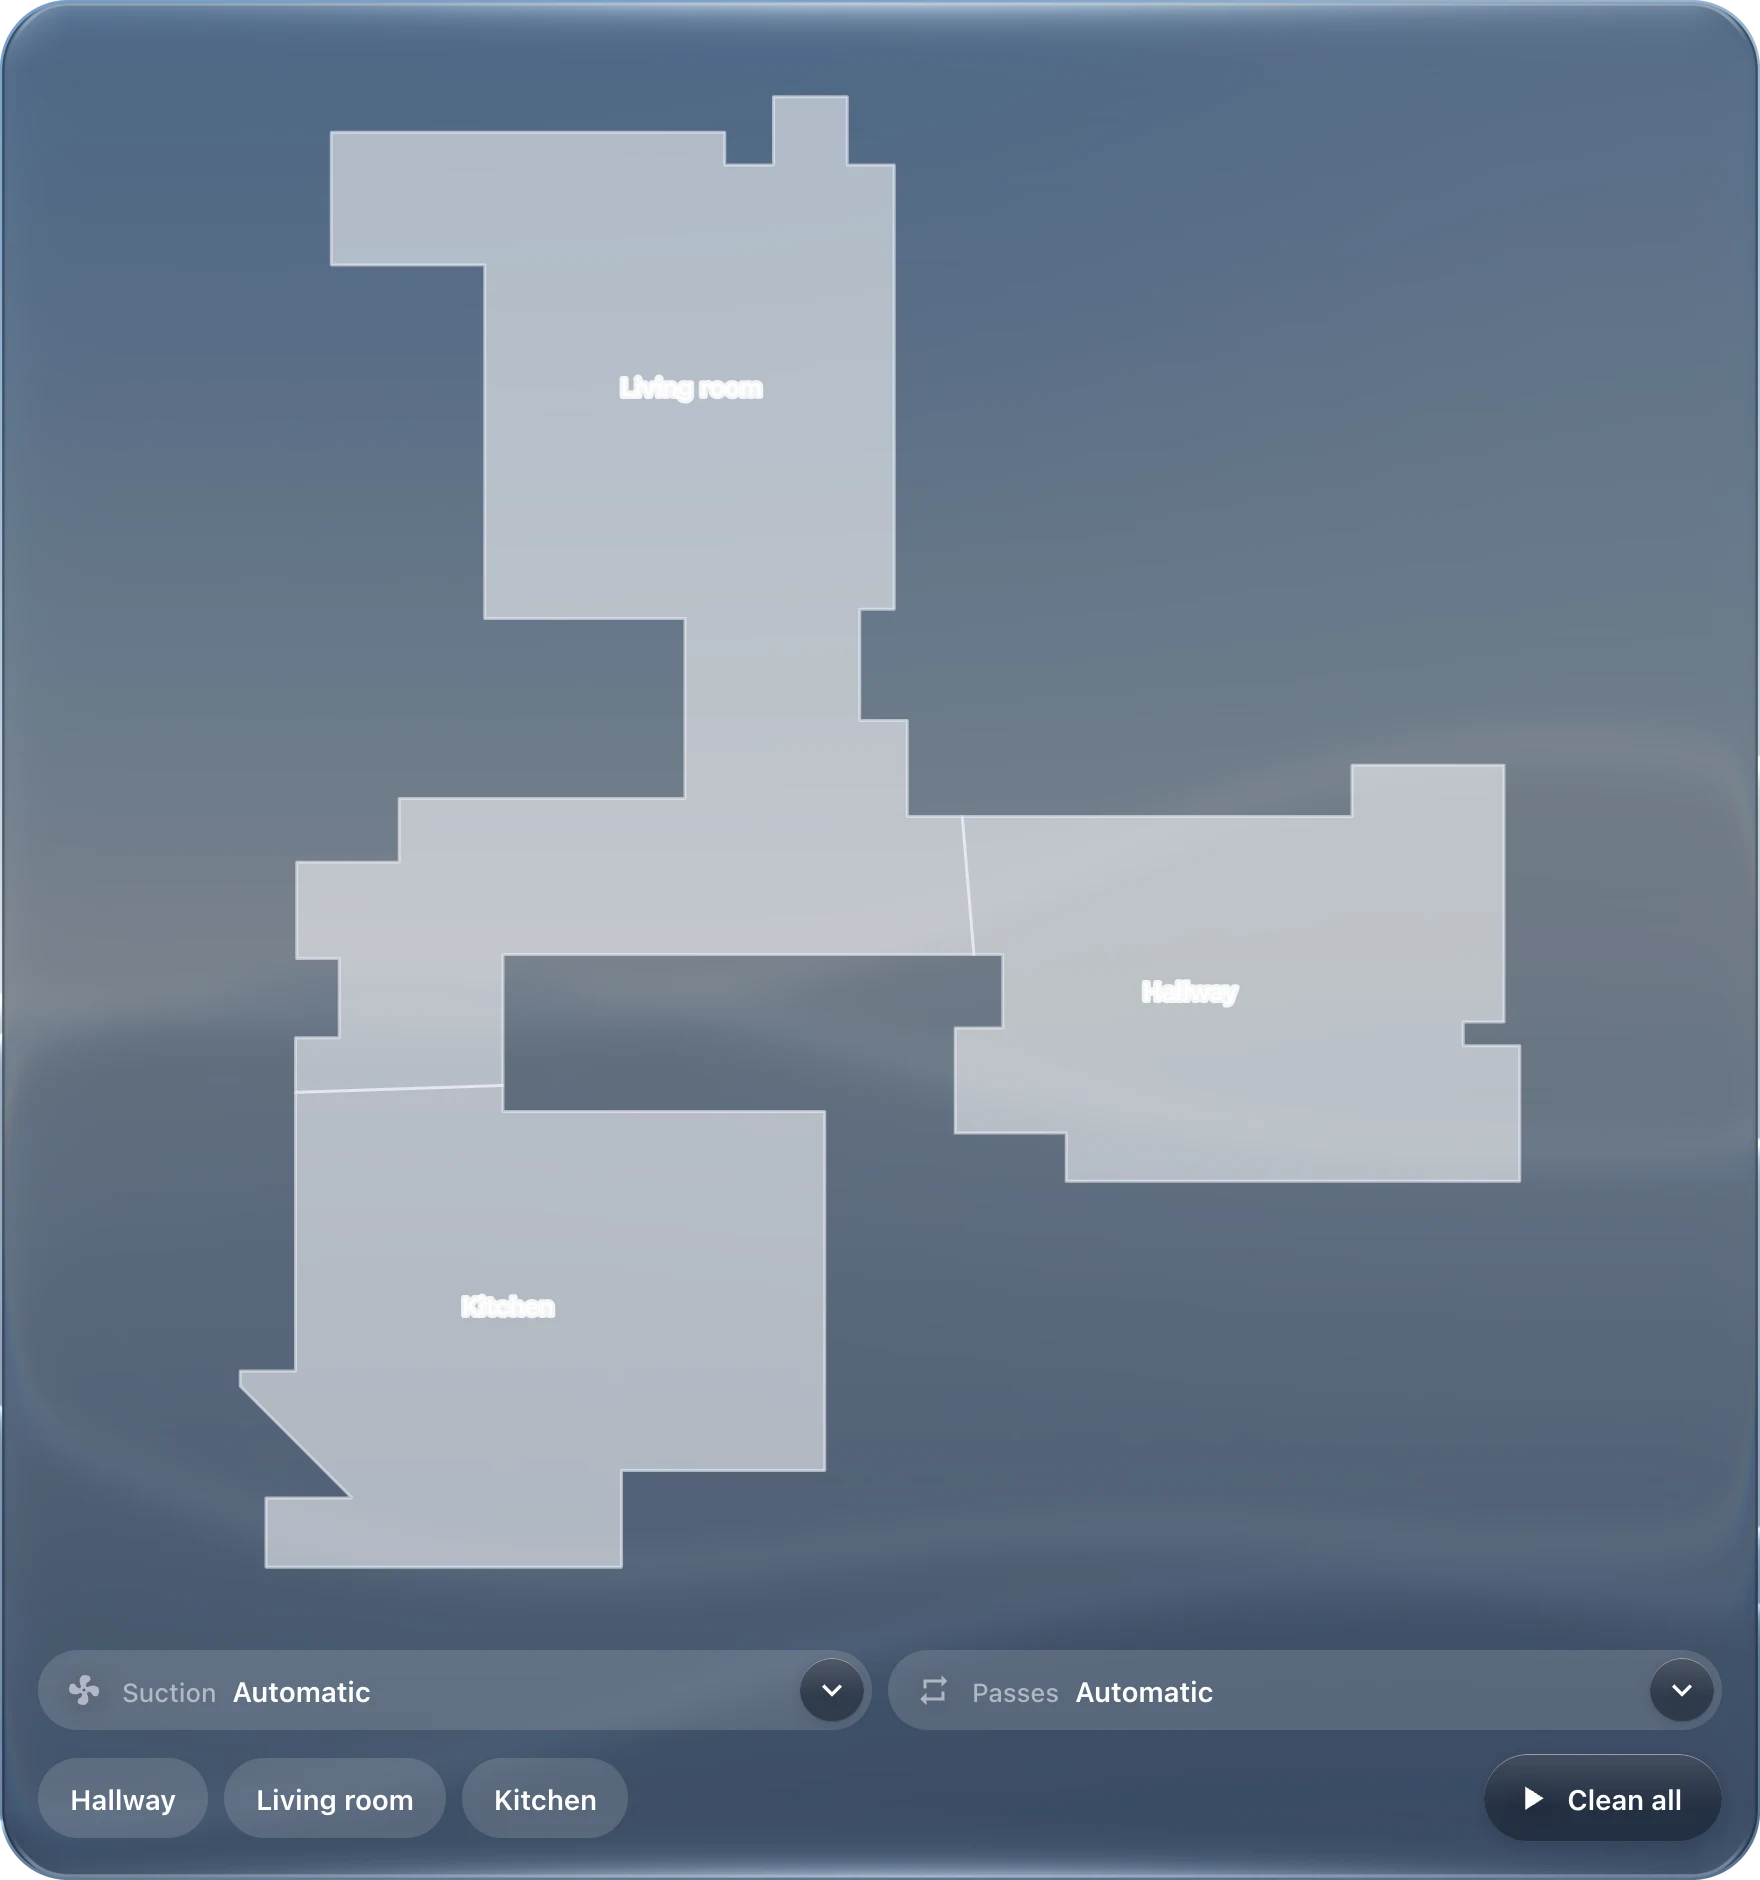 Living room
Hallway
Kitchen
Suction Automatic
Passes Automatic
Hallway
Living room
Kitchen
Clean all